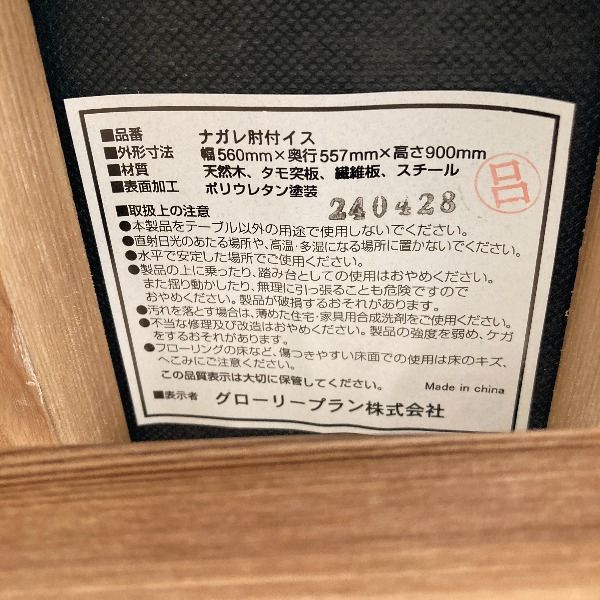 ■品番 ナガレ肘付イス
■外形寸法 幅560mm×奥行557mm×高さ900mm
■材質 天然木、タモ突板、繊維板、スチール
■表面加工 ポリウレタン塗装
■取扱上の注意 240428
呂
●本製品をテーブル以外の用途で使用しないでください。
●直射日光のあたる場所や、高温・多湿になる場所に置かないでください。
●水平で安定した場所でご使用ください。
●製品の上に乗ったり、踏み台としての使用はおやめください。
また揺り動かしたり、無理に引っ張ることも危険ですので
おやめください。製品が破損するおそれがあります。
●汚れを落とす場合は、薄めた住宅・家具用合成洗剤をご使用ください。
●不当な修理及び改造はおやめください。製品の強度を弱め、ケガ
をするおそれがあります。
●フローリングの床など、傷つきやすい床面での使用は床のキズ、
へこみにご注意ください。
この品質表示は大切に保管してください。 Made in china
■表示者 グローリープラン株式会社